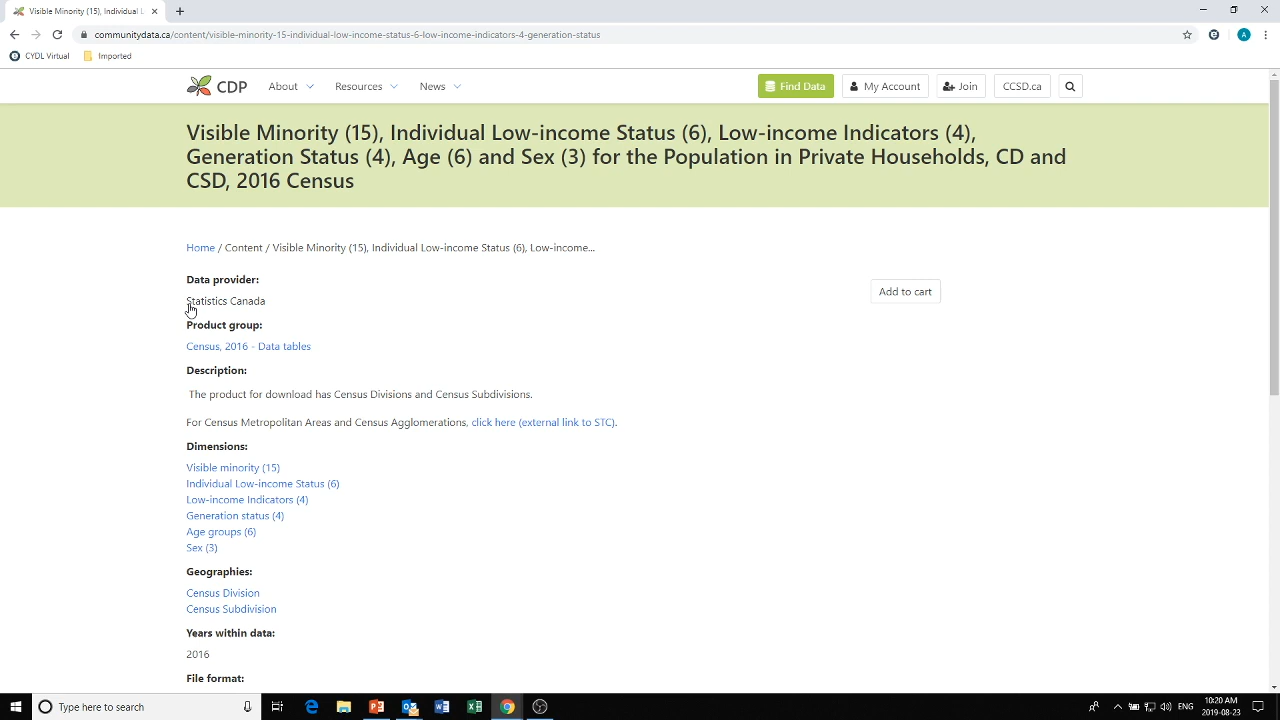 Visible Minority (15), Individual L
communitydata.ca/content/visible-minority-15-individual-low-income-status-6-low-income-indicators-4-generation-status
A
CYDL Virtual
Imported
CDP
About
Resources
News
Find Data
My Account
Join
CCSD.ca
Visible Minority (15), Individual Low-income Status (6), Low-income Indicators (4),
Generation Status (4), Age (6) and Sex (3) for the Population in Private Households, CD and
CSD, 2016 Census
Home / Content / Visible Minority (15), Individual Low-income Status (6), Low-income...
Data provider:
Statistics Canada
Add to cart
Product group:
Census, 2016 - Data tables
Description:
The product for download has Census Divisions and Census Subdivisions.
For Census Metropolitan Areas and Census Agglomerations, click here (external link to STC).
Dimensions:
Visible minority (15)
Individual Low-income Status (6)
Low-income Indicators (4)
Generation status (4)
Age groups (6)
Sex (3)
Geographies:
Census Division
Census Subdivision
Years within data:
2016
File format:
Type here to search
ENG
10:20 AM
2019-08-23